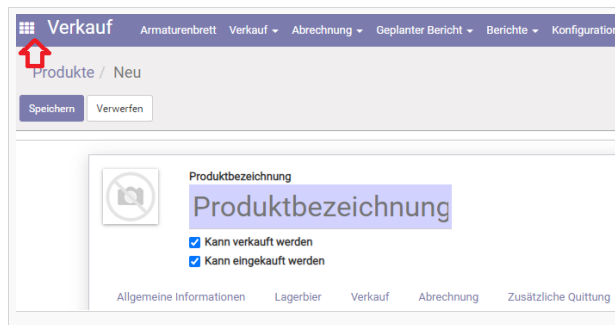 Verkauf Armaturenbrett Verkauf Abrechnung Geplanter Bericht Berichte Konfiguration
Produkte / Neu
Speichern Verwerfen
Produktbezeichnung
Produktbezeichnung
Kann verkauft werden
Kann eingekauft werden
Allgemeine Informationen Lagerbier Verkauf Abrechnung Zusätzliche Quittung